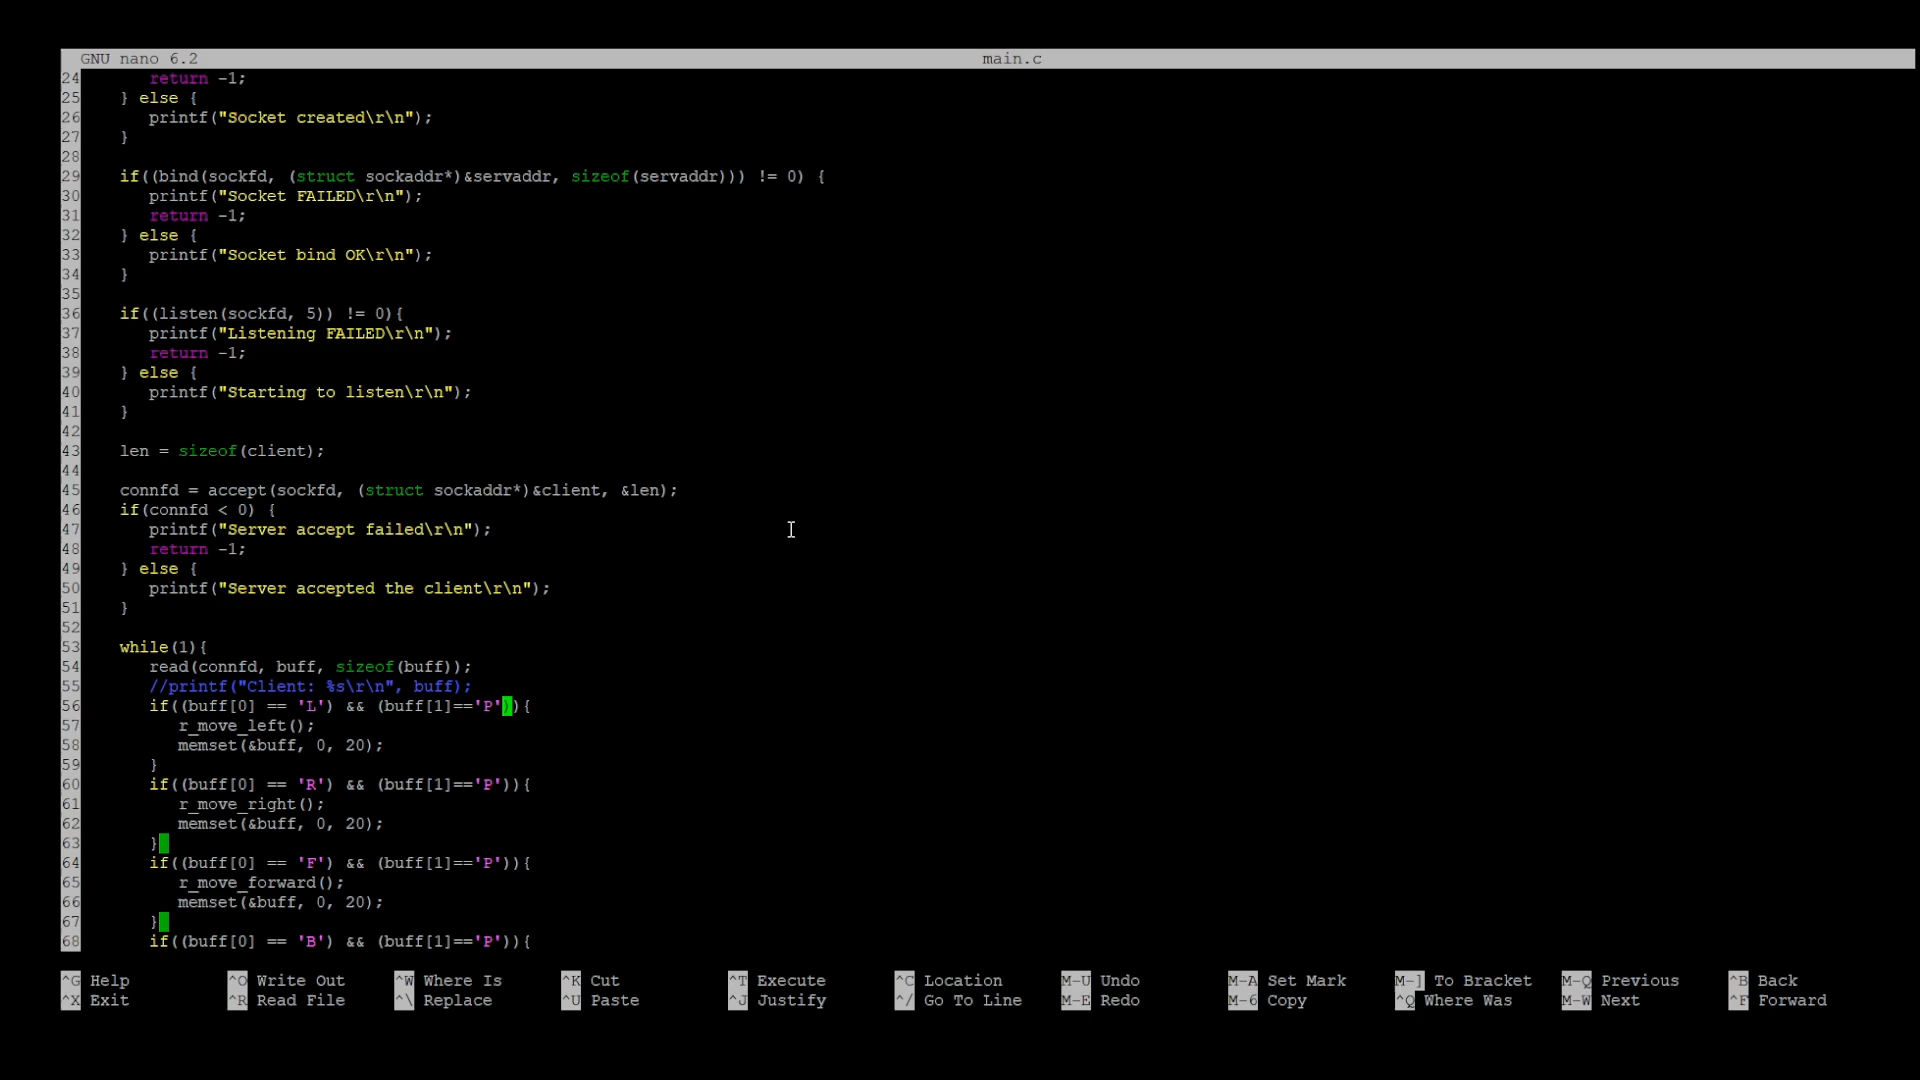 GNU nano 6.2 main.c
24 return -1;
25 } else {
26 printf("Socket created\r\n");
27 }
28
29 if((bind(sockfd, (struct sockaddr*)&servaddr, sizeof(servaddr))) != 0) {
30 printf("Socket FAILED\r\n");
31 return -1;
32 } else {
33 printf("Socket bind OK\r\n");
34 }
35
36 if((listen(sockfd, 5)) != 0){
37 printf("Listening FAILED\r\n");
38 return -1;
39 } else {
40 printf("Starting to listen\r\n");
41 }
42
43 len = sizeof(client);
44
45 connfd = accept(sockfd, (struct sockaddr*)&client, &len);
46 if(connfd < 0) {
47 printf("Server accept failed\r\n");
48 return -1;
49 } else {
50 printf("Server accepted the client\r\n");
51 }
52
53 while(1){
54 read(connfd, buff, sizeof(buff));
55 //printf("Client: %s\r\n", buff);
56 if((buff[0] == 'L') && (buff[1]=='P')){
57 r_move_left();
58 memset(&buff, 0, 20);
59 }
60 if((buff[0] == 'R') && (buff[1]=='P')){
61 r_move_right();
62 memset(&buff, 0, 20);
63 }
64 if((buff[0] == 'F') && (buff[1]=='P')){
65 r_move_forward();
66 memset(&buff, 0, 20);
67 }
68 if((buff[0] == 'B') && (buff[1]=='P')){
^G Help ^O Write Out ^W Where Is ^K Cut ^T Execute ^C Location M-U Undo M-A Set Mark M-] To Bracket M-Q Previous ^B Back
^X Exit ^R Read File ^\ Replace ^U Paste ^J Justify ^/ Go To Line M-E Redo M-6 Copy ^Q Where Was M-W Next ^F Forward